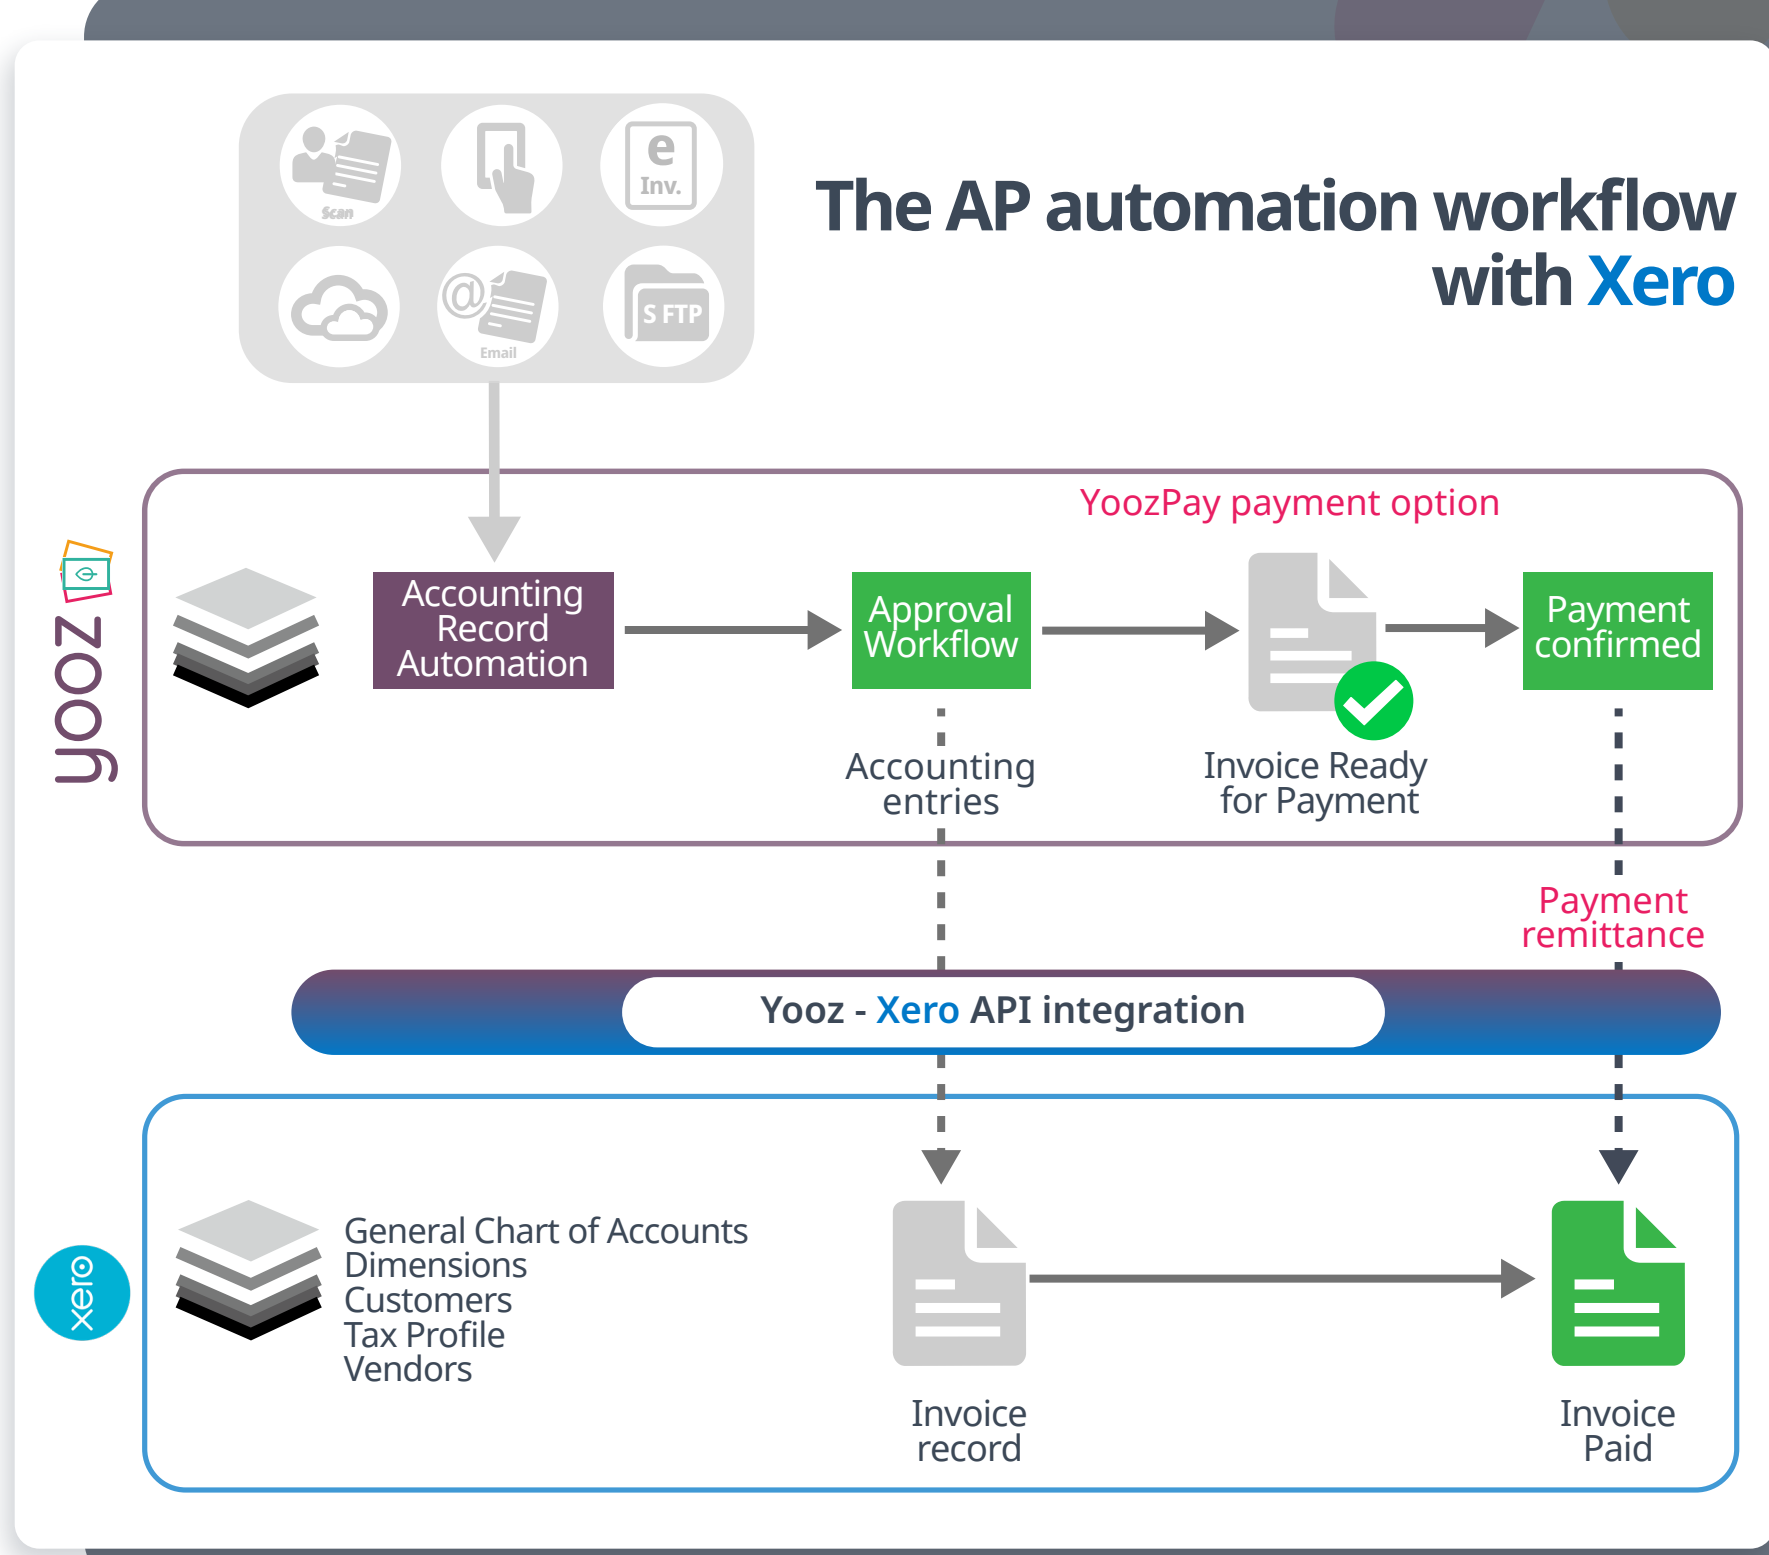 Scan
e
Inv.
Email
@
S FTP
The AP automation workflow
with Xero
yooz
YoozPay payment option
Accounting
Record
Automation
Approval
Workflow
Payment
confirmed
Accounting
entries
Invoice Ready
for Payment
Payment
remittance
Yooz - Xero API integration
xero
General Chart of Accounts
Dimensions
Customers
Tax Profile
Vendors
Invoice
record
Invoice
Paid